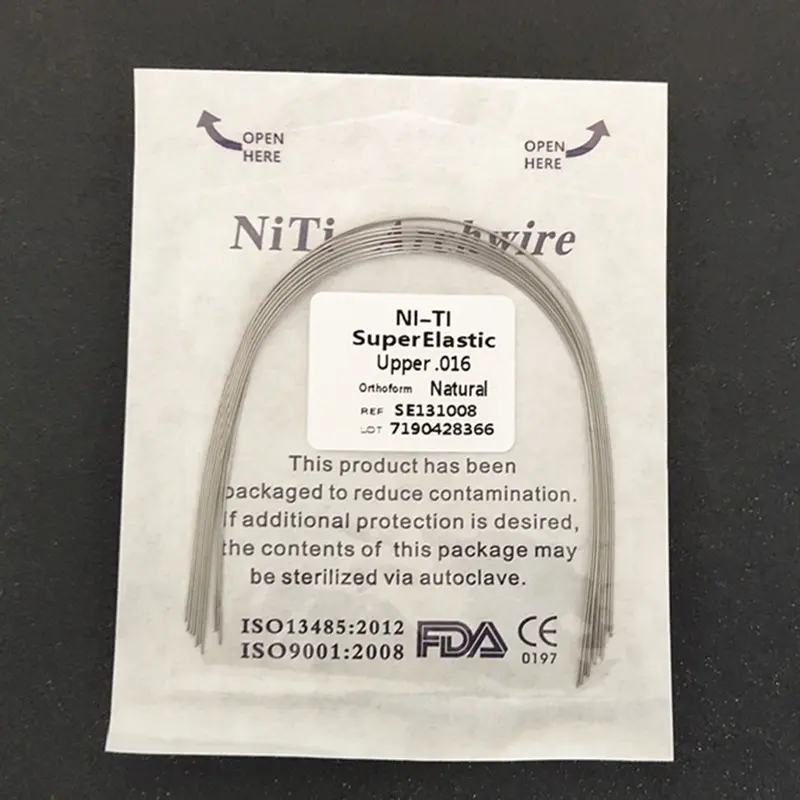 OPEN
HERE
OPEN
HERE
NiTi Archwire
NI-TI
SuperElastic
Upper .016
Orthoform Natural
REF SE131008
LOT 7190428366
This product has been
packaged to reduce contamination.
If additional protection is desired,
the contents of this package may
be sterilized via autoclave.
ISO13485:2012
ISO9001:2008
FDA
CE
0197